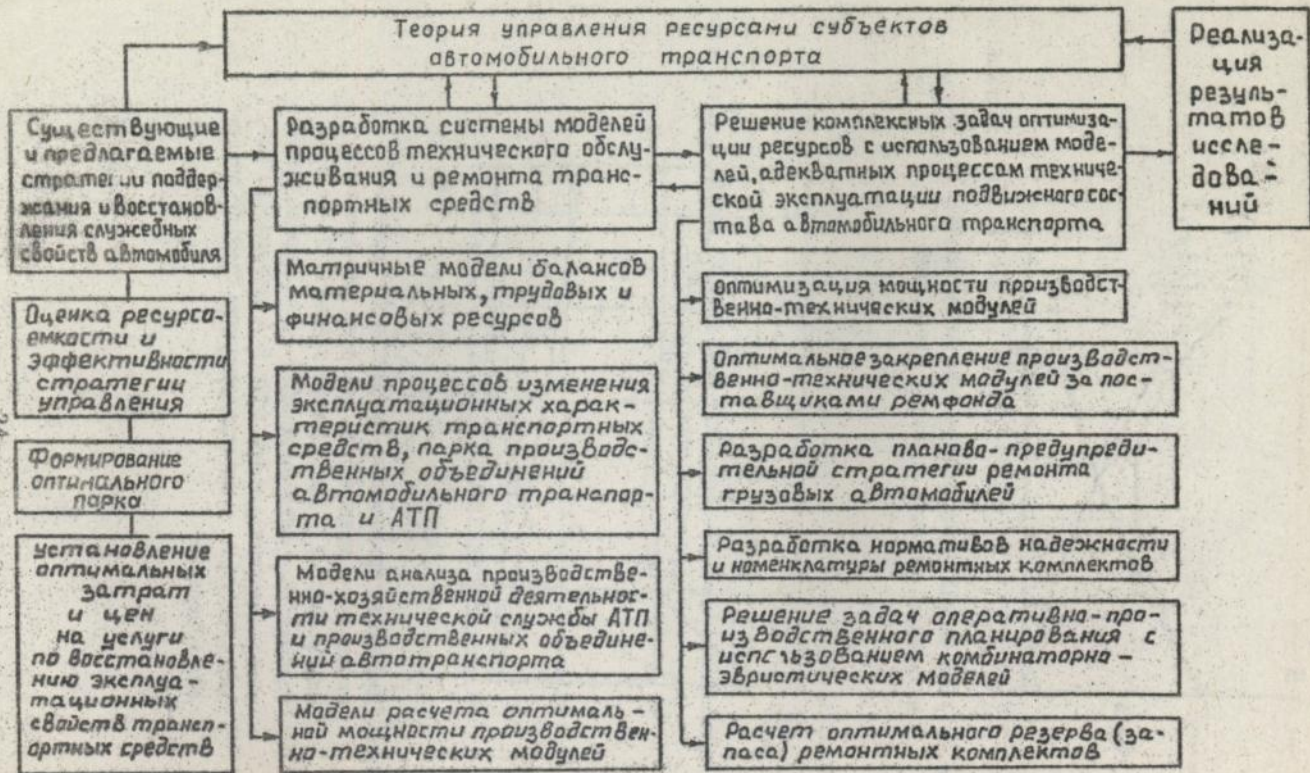 Теория управления ресурсами субъектов
автомобильного транспорта
Реализа-
ция
резуль-
татов
иссле-
дова-
ний
Существующие
и предлагаемые
стратегии поддер-
жания и восстанов-
ления служебных
свойств автомобиля
Оценка ресурсо-
емкости и
эффективности
стратегии
управления
Формирование
оптимального
парка
Установление
оптимальных
затрат
и цен
на услуги
по восстановле-
нию эксплуа-
тационных
свойств трансп-
ортных средств
Разработка системы моделей
процессов технического обслу-
живания и ремонта транс-
портных средств
Матричные модели балансов
материальных, трудовых и
финансовых ресурсов
Модели процессов изменения
эксплуатационных харак-
теристик транспортных
средств, парка производс-
твенных объединений
автомобильного транпор-
та и АТП
Модели анализа производстве-
нно-хозяйственной деятельнос-
ти технической службы АТП
и производственных объедине-
ний автотранспорта
Модели расчета оптималь-
ной мощности производствен-
но-технических модулей
Решение комплексных задач оптимиза-
ции ресурсов с использованием моде-
лей, адекватных процессам техниче-
ской эксплуатации подвижного сос-
тава автомобильного транспорта
Оптимизация мощности производст-
венно-технических модулей
Оптимальное закрепление производст-
венно-технических модулей за пос-
тавщиками ремфонда
Разработка планово-предупреди-
тельной стратегии ремонта
грузовых автомобилей
Разработка нормативов надежности
и номенклатуры ремонтных комплектов
Решение задач оперативно-про-
изводственного планирования с
использованием комбинаторно-
эвристических моделей
Расчет оптимального резерва (за-
паса) ремонтных комплектов